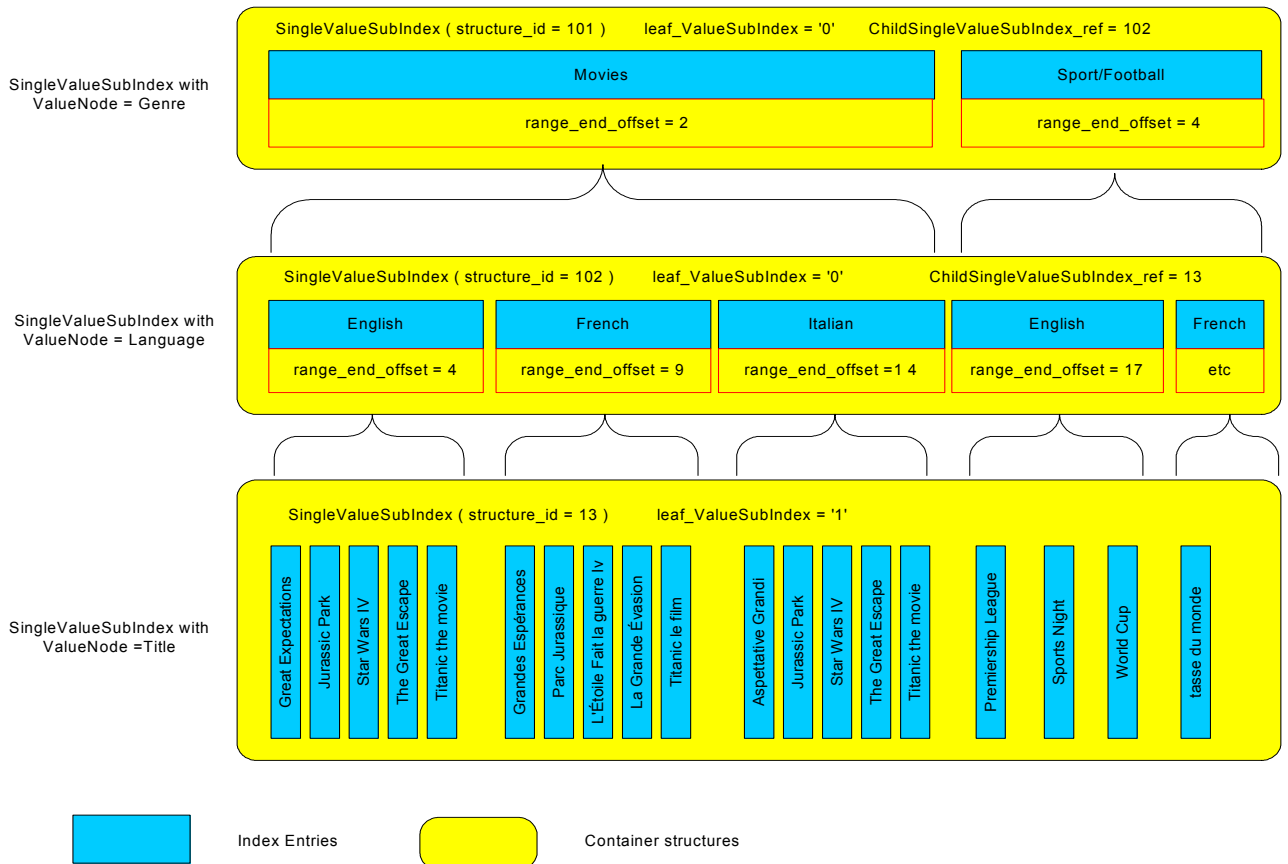 SingleValueSubIndex ( structure_id = 101 ) leaf_ValueSubIndex = '0' ChildSingleValueSubIndex_ref = 102
SingleValueSubIndex with
ValueNode = Genre
Movies
Sport/Football
range_end_offset = 2
range_end_offset = 4
SingleValueSubIndex ( structure_id = 102 ) leaf_ValueSubIndex = '0' ChildSingleValueSubIndex_ref = 13
SingleValueSubIndex with
ValueNode = Language
English
French
Italian
English
French
range_end_offset = 4
range_end_offset = 9
range_end_offset =1 4
range_end_offset = 17
etc
SingleValueSubIndex ( structure_id = 13 ) leaf_ValueSubIndex = '1'
SingleValueSubIndex with
ValueNode =Title
Great Expectations
Jurassic Park
Star Wars IV
The Great Escape
Titanic the movie
Grandes Espérances
Parc Jurassique
L'Étoile Fait la guerre Iv
La Grande Évasion
Titanic le film
Aspettative Grandi
Jurassic Park
Star Wars IV
The Great Escape
Titanic the movie
Premiership League
Sports Night
World Cup
tasse du monde
Index Entries
Container structures